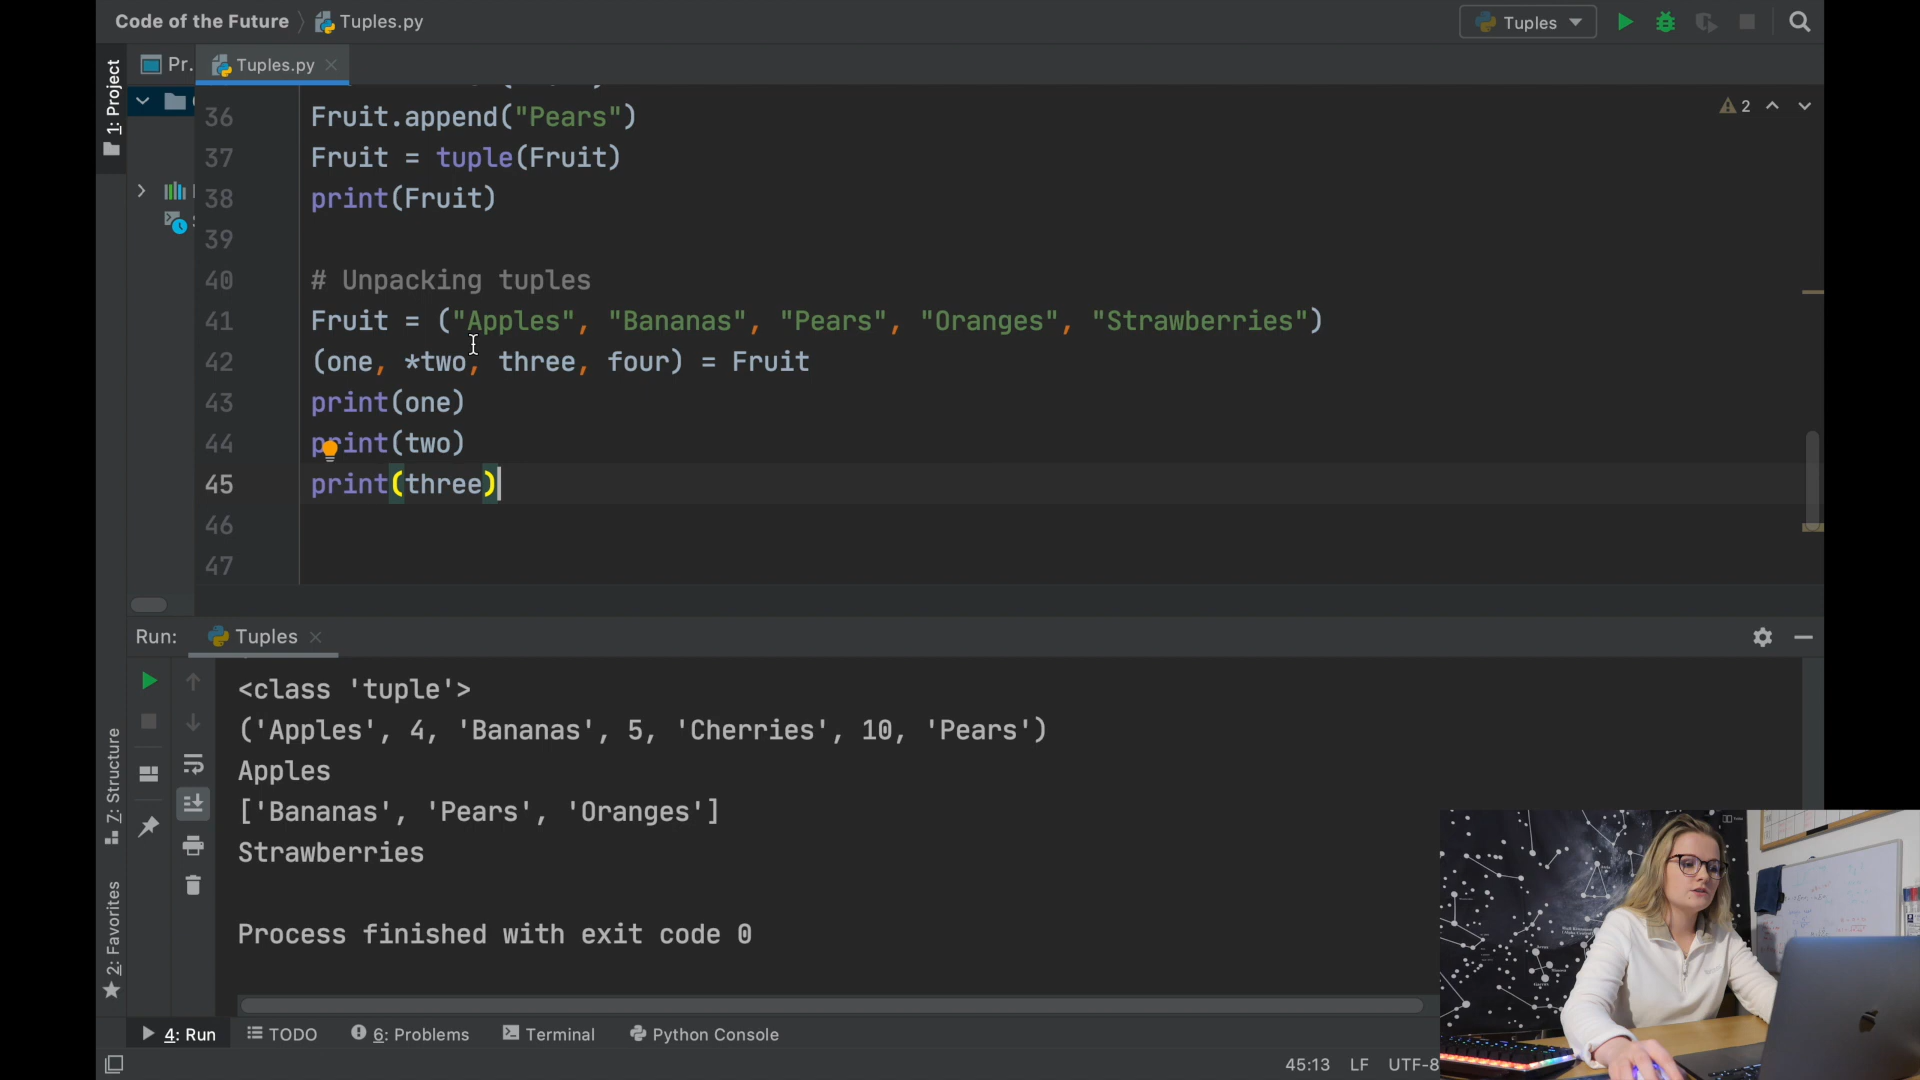 Code of the Future
Tuples.py
Tuples
1: Project
Pr.
Tuples.py
36 Fruit.append("Pears")
2
37 Fruit = tuple(Fruit)
38 print(Fruit)
39
40 # Unpacking tuples
41 Fruit = ("Apples", "Bananas", "Pears", "Oranges", "Strawberries")
42 (one, *two, three, four) = Fruit
43 print(one)
44 print(two)
45 print(three)
46
47
Run: Tuples
<class 'tuple'>
('Apples', 4, 'Bananas', 5, 'Cherries', 10, 'Pears')
Apples
['Bananas', 'Pears', 'Oranges']
Strawberries
Process finished with exit code 0
7: Structure
2: Favorites
4: Run TODO 6: Problems Terminal Python Console
45:13 LF UTF-8